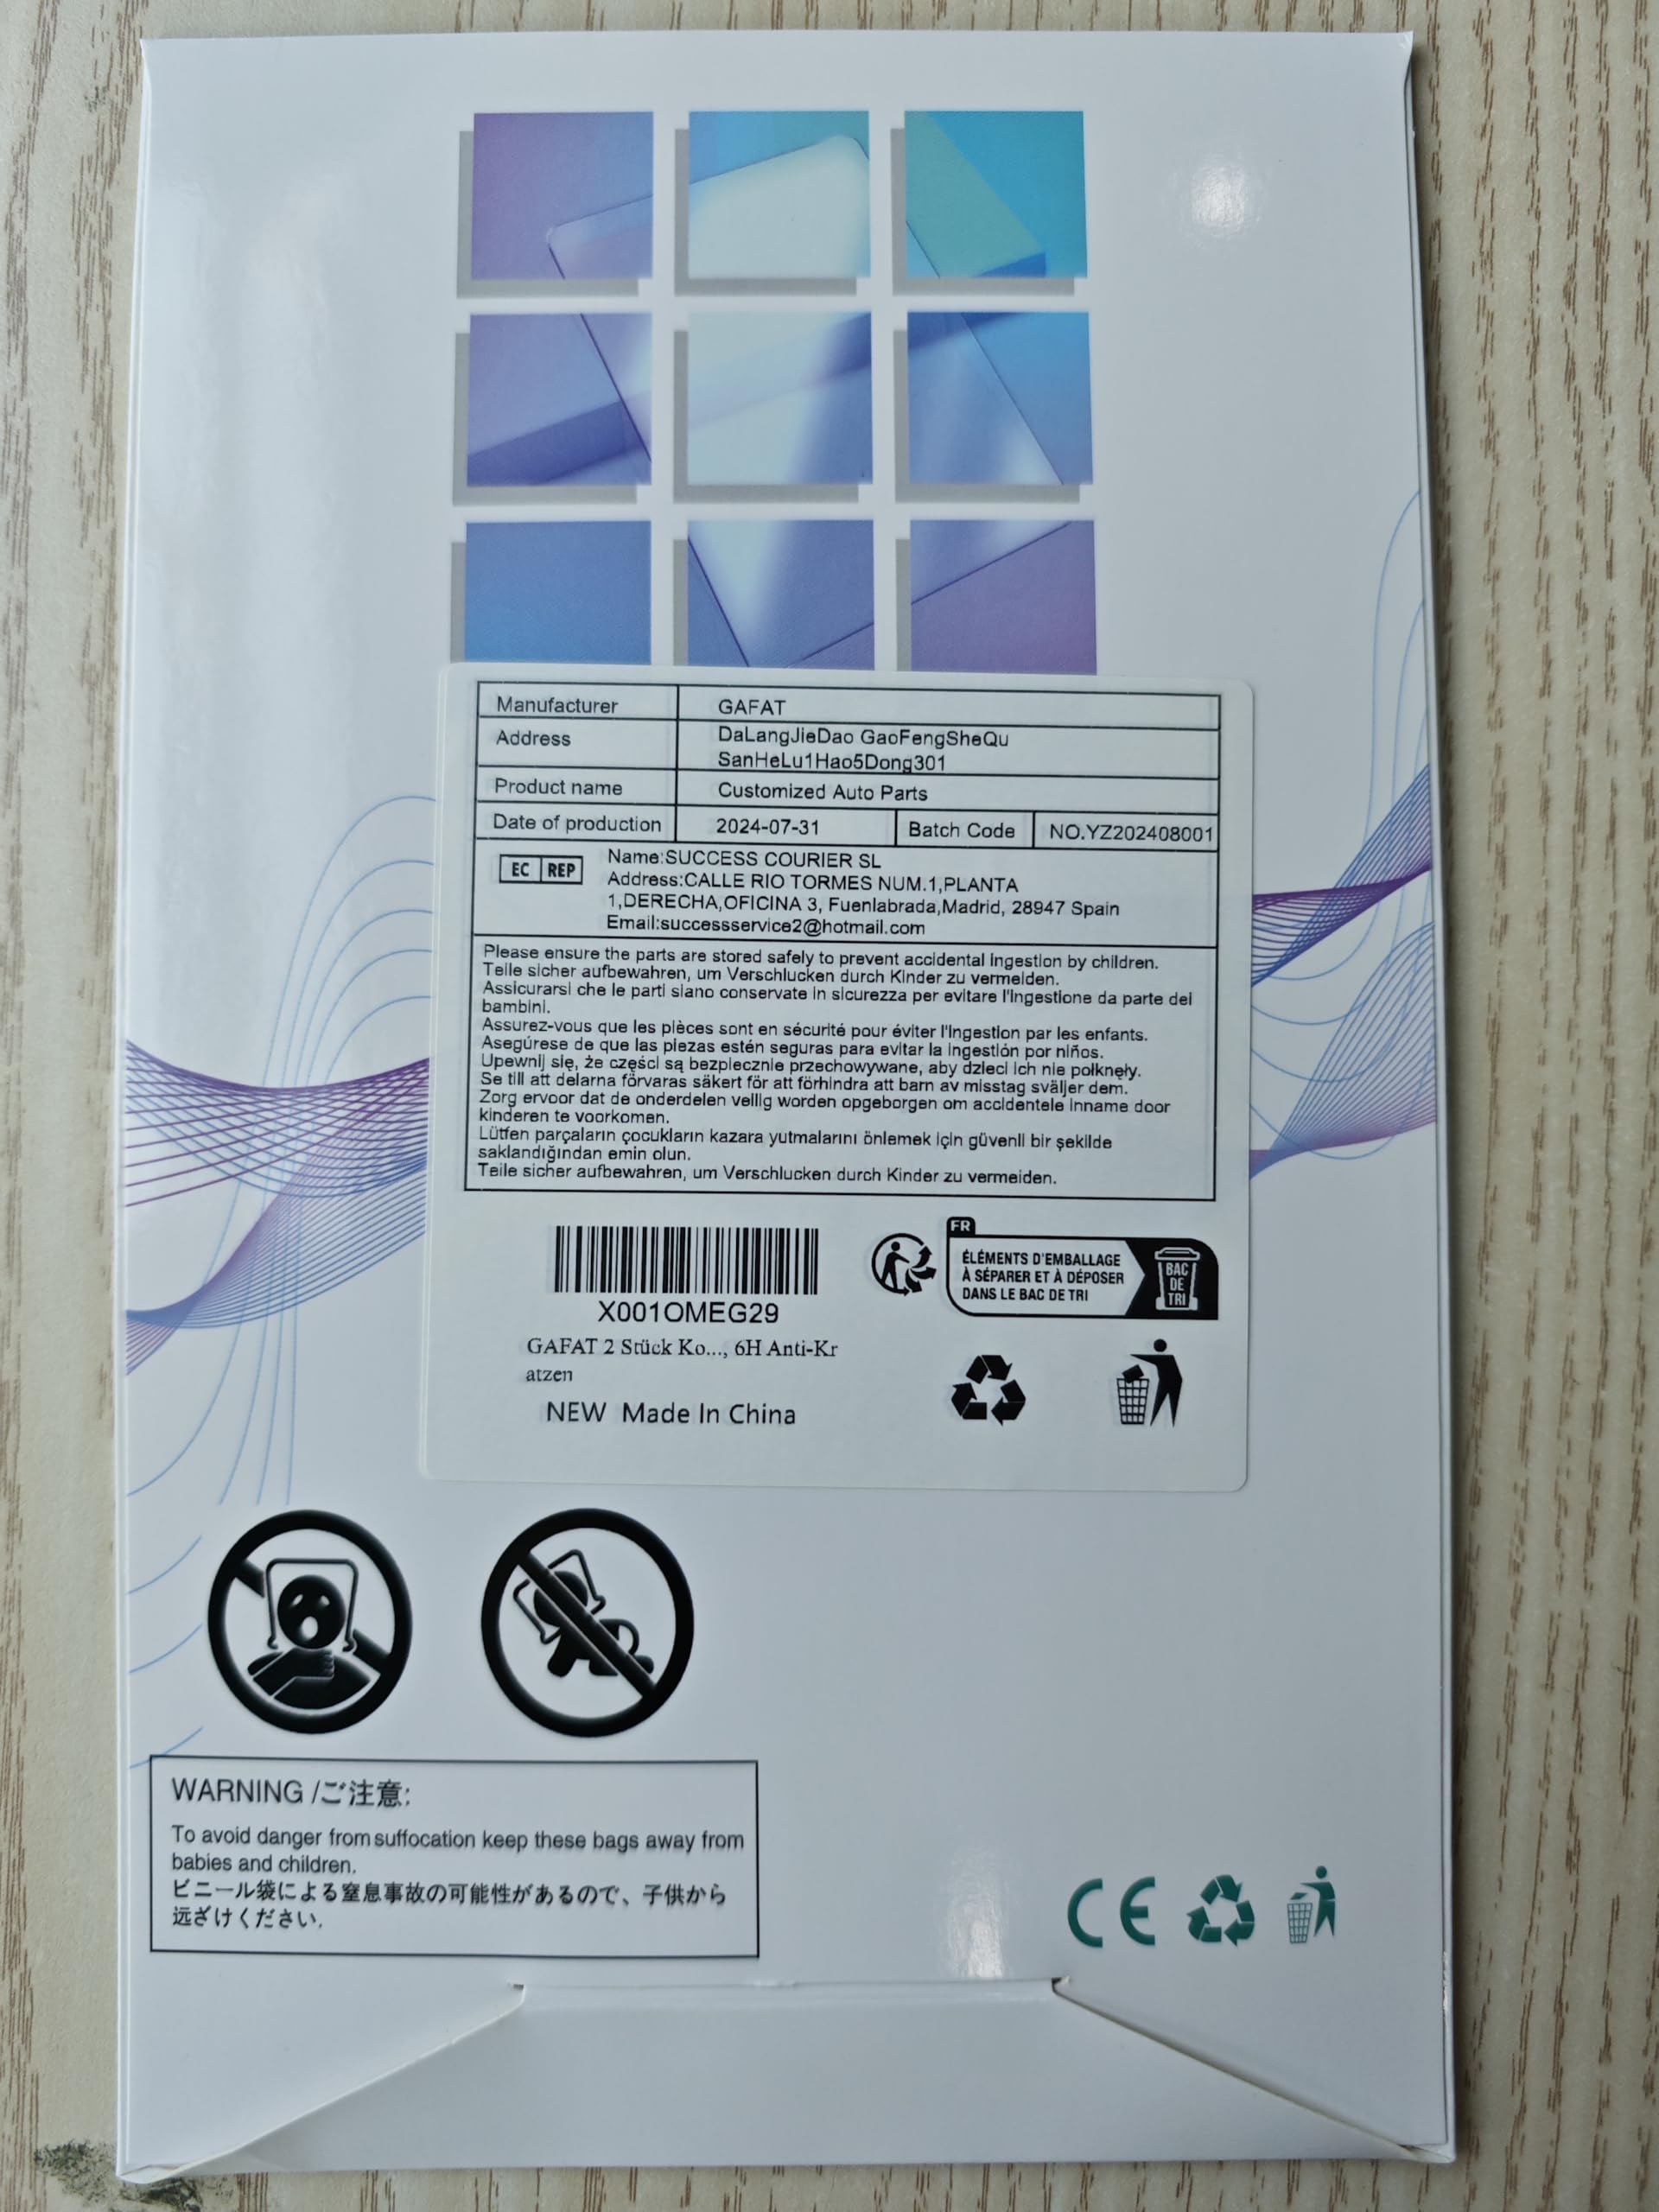 Manufacturer GAFAT
Address DaLangJieDao GaoFengSheQu
SanHeLu1Hao5Dong301
Product name Customized Auto Parts
Date of production 2024-07-31 Batch Code NO.YZ202408001
EC REP Name:SUCCESS COURIER SL
Address:CALLE RIO TORMES NUM.1,PLANTA
1,DERECHA,OFICINA 3, Fuenlabrada,Madrid, 28947 Spain
Email:successservice2@hotmail.com
Please ensure the parts are stored safely to prevent accidental ingestion by children.
Teile sicher aufbewahren, um Verschlucken durch Kinder zu vermeiden.
Assicurarsi che le parti siano conservate in sicurezza per evitare l'ingestione da parte dei
bambini.
Assurez-vous que les pièces sont en sécurité pour éviter l'ingestion par les enfants.
Asegúrese de que las piezas estén seguras para evitar la ingestión por niños.
Upewnij się, że części są bezpiecznie przechowywane, aby dzieci ich nie połknęły.
Se till att delarna förvaras säkert för att förhindra att barn av misstag sväljer dem.
Zorg ervoor dat de onderdelen veilig worden opgeborgen om accidentele inname door
kinderen te voorkomen.
Lütfen parçaların çocukların kazara yutmalarını önlemek için güvenli bir şekilde
saklandığından emin olun.
Teile sicher aufbewahren, um Verschlucken durch Kinder zu vermeiden.
X001OMEG29
GAFAT 2 Stück Ko..., 6H Anti-Kr
atzen
NEW Made In China
FR
ÉLÉMENTS D'EMBALLAGE
À SÉPARER ET À DÉPOSER
DANS LE BAC DE TRI
BAC
DE
TRI
WARNING /ご注意:
To avoid danger from suffocation keep these bags away from
babies and children.
ビニール袋による窒息事故の可能性があるので、子供から
远ざけください.
CE